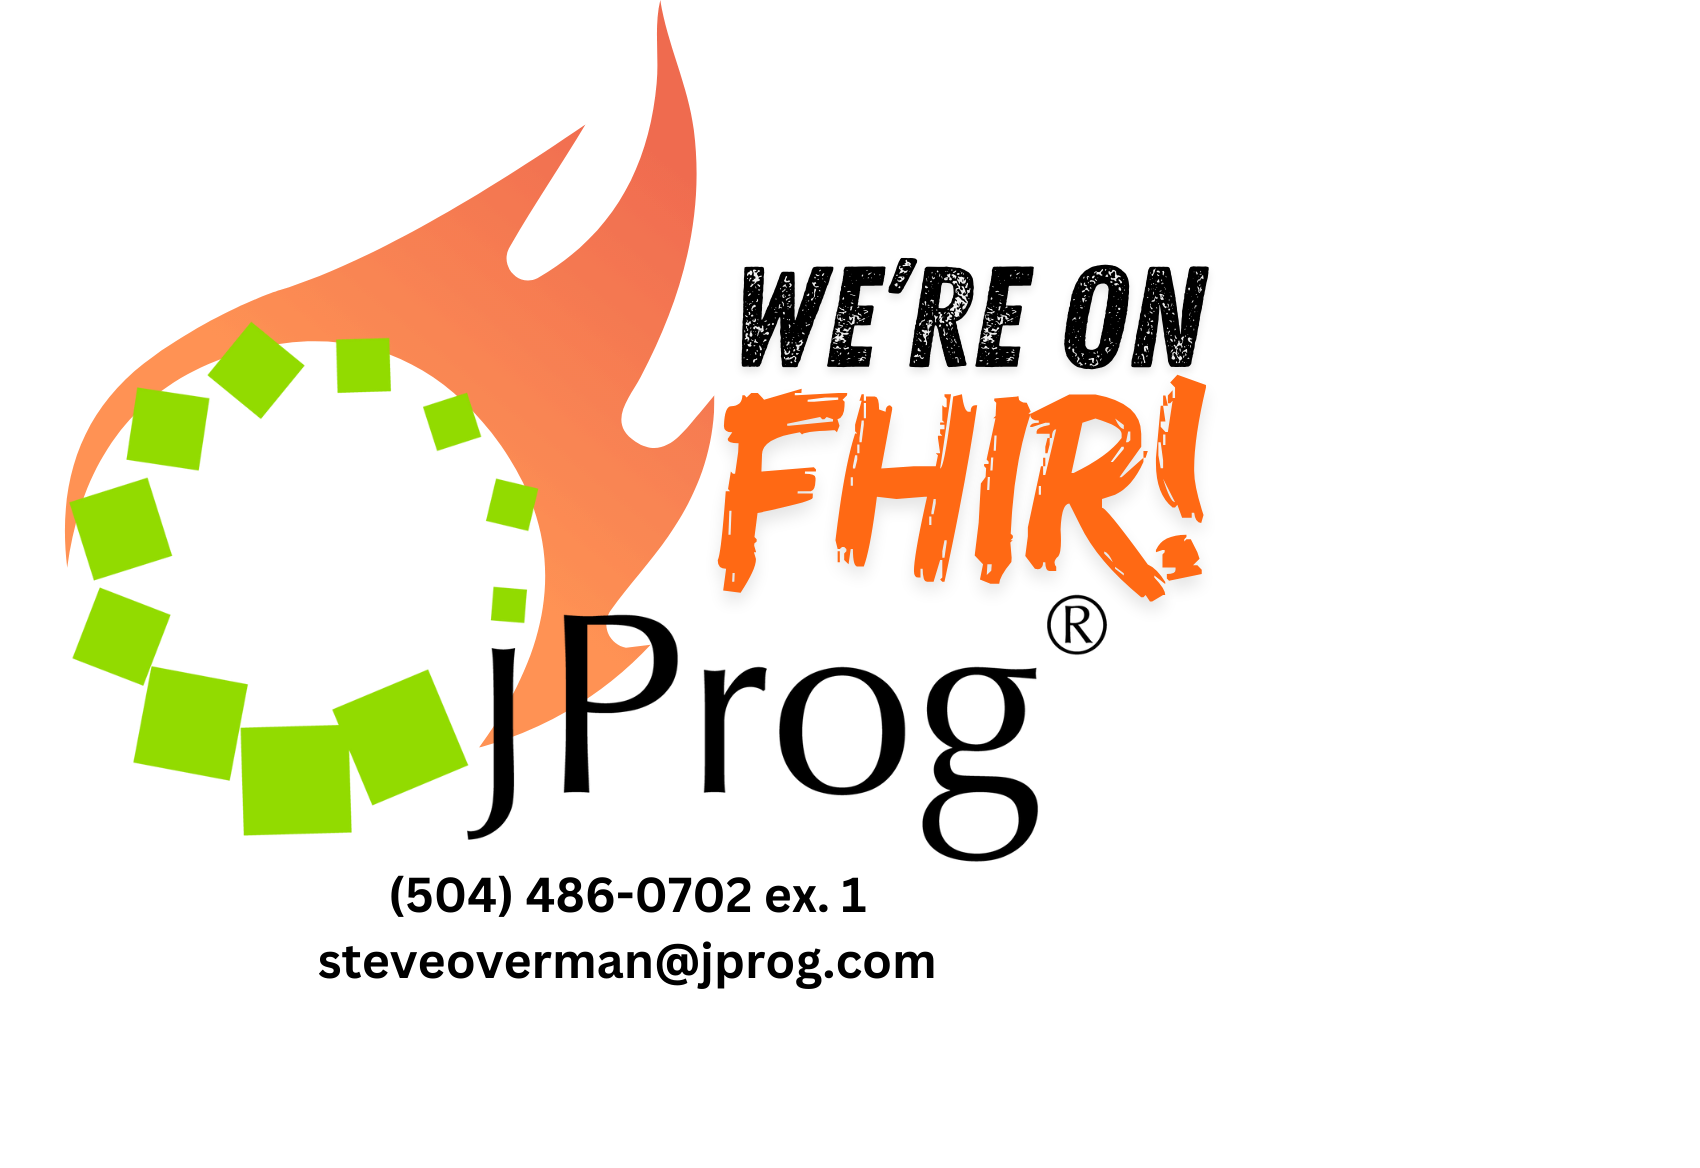 WE'RE ON
FHIR!
jProg®
(504) 486-0702 ex. 1
steveoverman@jprog.com